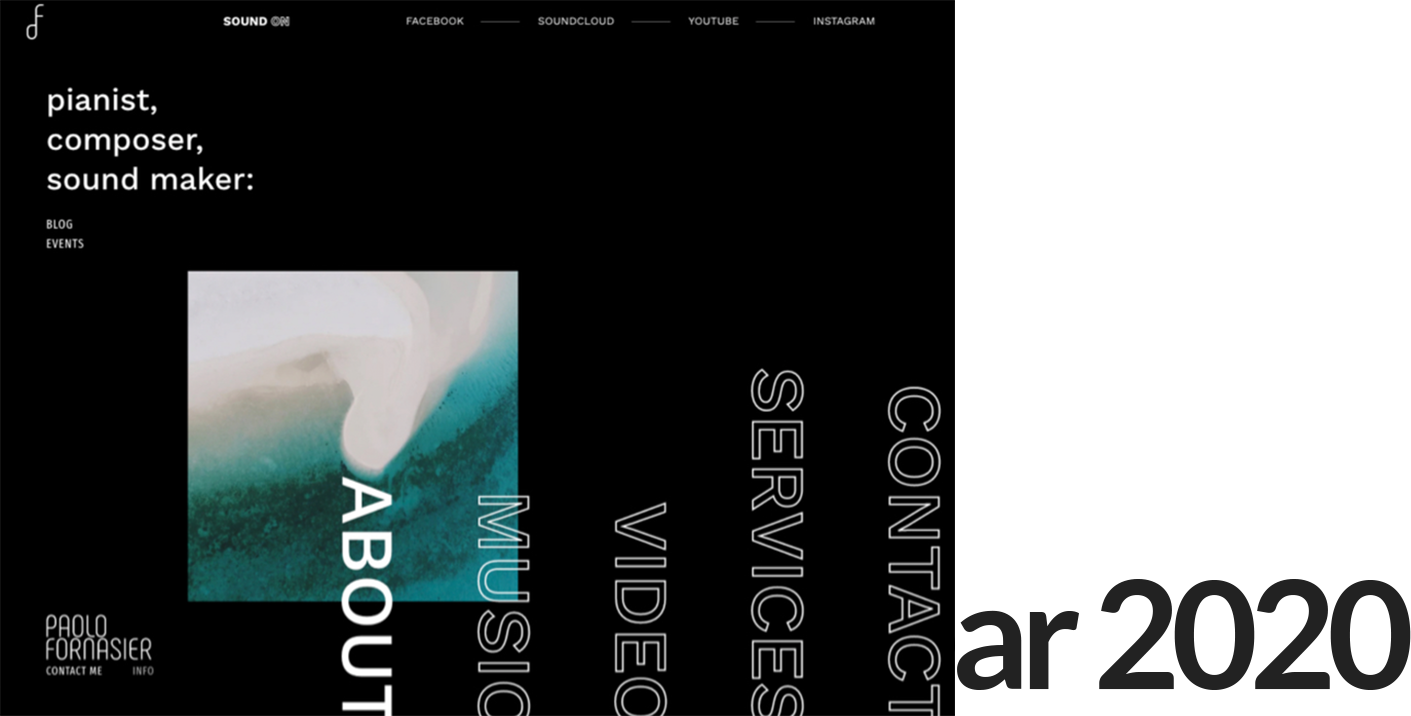 SOUND ON
FACEBOOK
SOUNDCLOUD
YOUTUBE
INSTAGRAM
pianist,
composer,
sound maker:
BLOG
EVENTS
ABOUT
MUSIC
VIDEO
SERVICES
CONTACT
PAOLO
FORNASIER
CONTACT ME
INFO
ar 2020